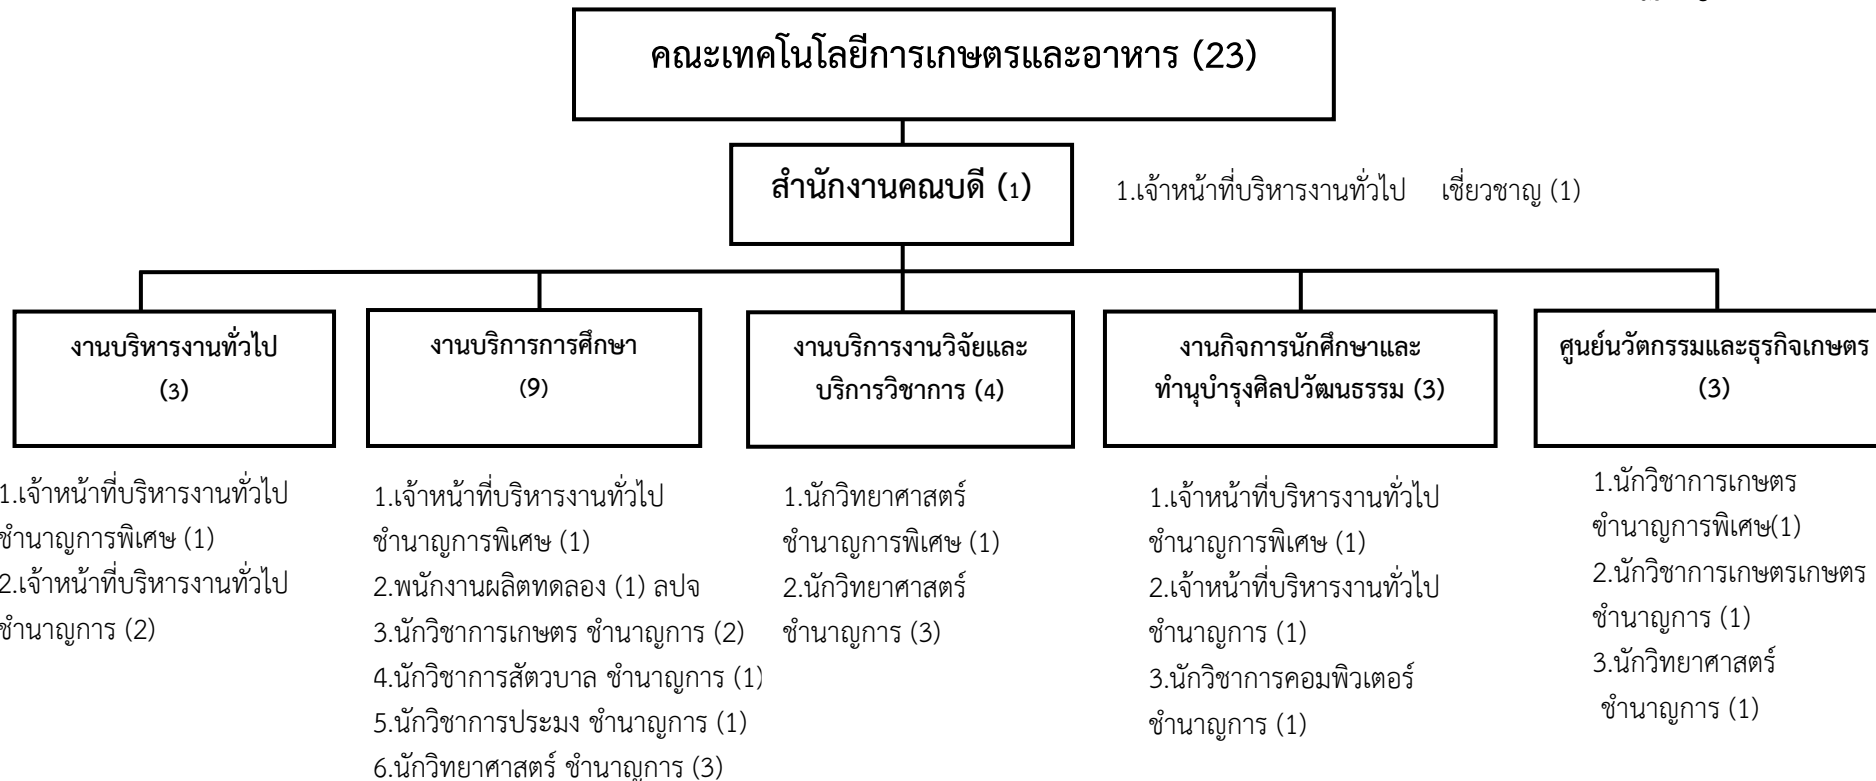 คณะเทคโนโลยีการเกษตรและอาหาร (23)
สำนักงานคณบดี (1)
1.เจ้าหน้าที่บริหารงานทั่วไป เชี่ยวชาญ (1)
งานบริหารงานทั่วไป
(3)
งานบริการการศึกษา
(9)
งานบริการงานวิจัยและ
บริการวิชาการ (4)
งานกิจการนักศึกษาและ
ทำนุบำรุงศิลปวัฒนธรรม (3)
ศูนย์นวัตกรรมและธุรกิจเกษตร
(3)
1.เจ้าหน้าที่บริหารงานทั่วไป
ชำนาญการพิเศษ (1)
2.เจ้าหน้าที่บริหารงานทั่วไป
ชำนาญการ (2)
1.เจ้าหน้าที่บริหารงานทั่วไป
ชำนาญการพิเศษ (1)
2.พนักงานผลิตทดลอง (1) ลปจ
3.นักวิชาการเกษตร ชำนาญการ (2)
4.นักวิชาการสัตวบาล ชำนาญการ (1)
5.นักวิชาการประมง ชำนาญการ (1)
6.นักวิทยาศาสตร์ ชำนาญการ (3)
1.นักวิทยาศาสตร์
ชำนาญการพิเศษ (1)
2.นักวิทยาศาสตร์
ชำนาญการ (3)
1.เจ้าหน้าที่บริหารงานทั่วไป
ชำนาญการพิเศษ (1)
2.เจ้าหน้าที่บริหารงานทั่วไป
ชำนาญการ (1)
3.นักวิชาการคอมพิวเตอร์
ชำนาญการ (1)
1.นักวิชาการเกษตร
ขำนาญการพิเศษ(1)
2.นักวิชาการเกษตรเกษตร
ชำนาญการ (1)
3.นักวิทยาศาสตร์
ชำนาญการ (1)